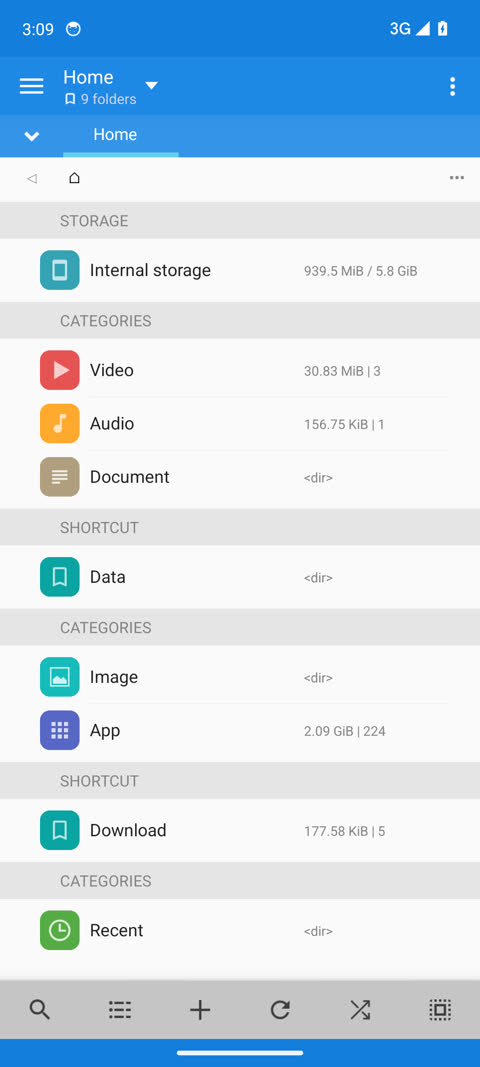 3:09
3G
Home
9 folders
Home
STORAGE
Internal storage
939.5 MiB / 5.8 GiB
CATEGORIES
Video
30.83 MiB | 3
Audio
156.75 KiB | 1
Document
<dir>
SHORTCUT
Data
<dir>
CATEGORIES
Image
<dir>
App
2.09 GiB | 224
SHORTCUT
Download
177.58 KiB | 5
CATEGORIES
Recent
<dir>